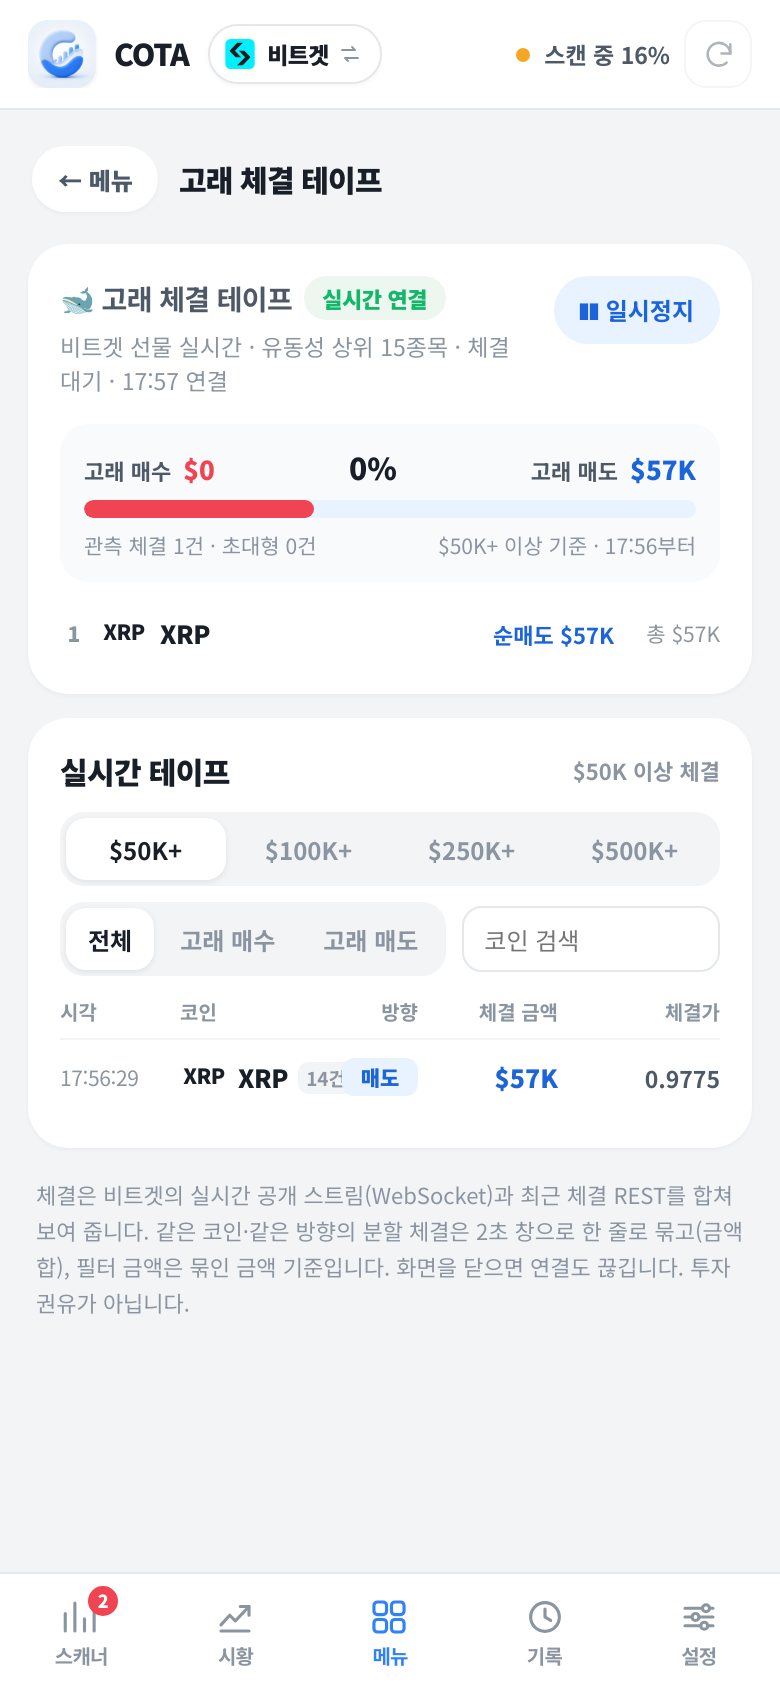 COTA 비트겟 스캔 중 16%
← 메뉴 고래 체결 테이프
고래 체결 테이프 실시간 연결 일시정지
비트겟 선물 실시간 · 유동성 상위 15종목 · 체결
대기 · 17:57 연결
고래 매수 $0 0% 고래 매도 $57K
관측 체결 1건 · 초대형 0건 $50K+ 이상 기준 · 17:56부터
1 XRP XRP 순매도 $57K 총 $57K
실시간 테이프 $50K 이상 체결
$50K+ $100K+ $250K+ $500K+
전체 고래 매수 고래 매도 코인 검색
시각 코인 방향 체결 금액 체결가
17:56:29 XRP XRP 14건 매도 $57K 0.9775
체결은 비트겟의 실시간 공개 스트림(WebSocket)과 최근 체결 REST를 합쳐
보여 줍니다. 같은 코인·같은 방향의 분할 체결은 2초 창으로 한 줄로 묶고(금액
합), 필터 금액은 묶인 금액 기준입니다. 화면을 닫으면 연결도 끊깁니다. 투자
권유가 아닙니다.
2
스캐너 시황 메뉴 기록 설정